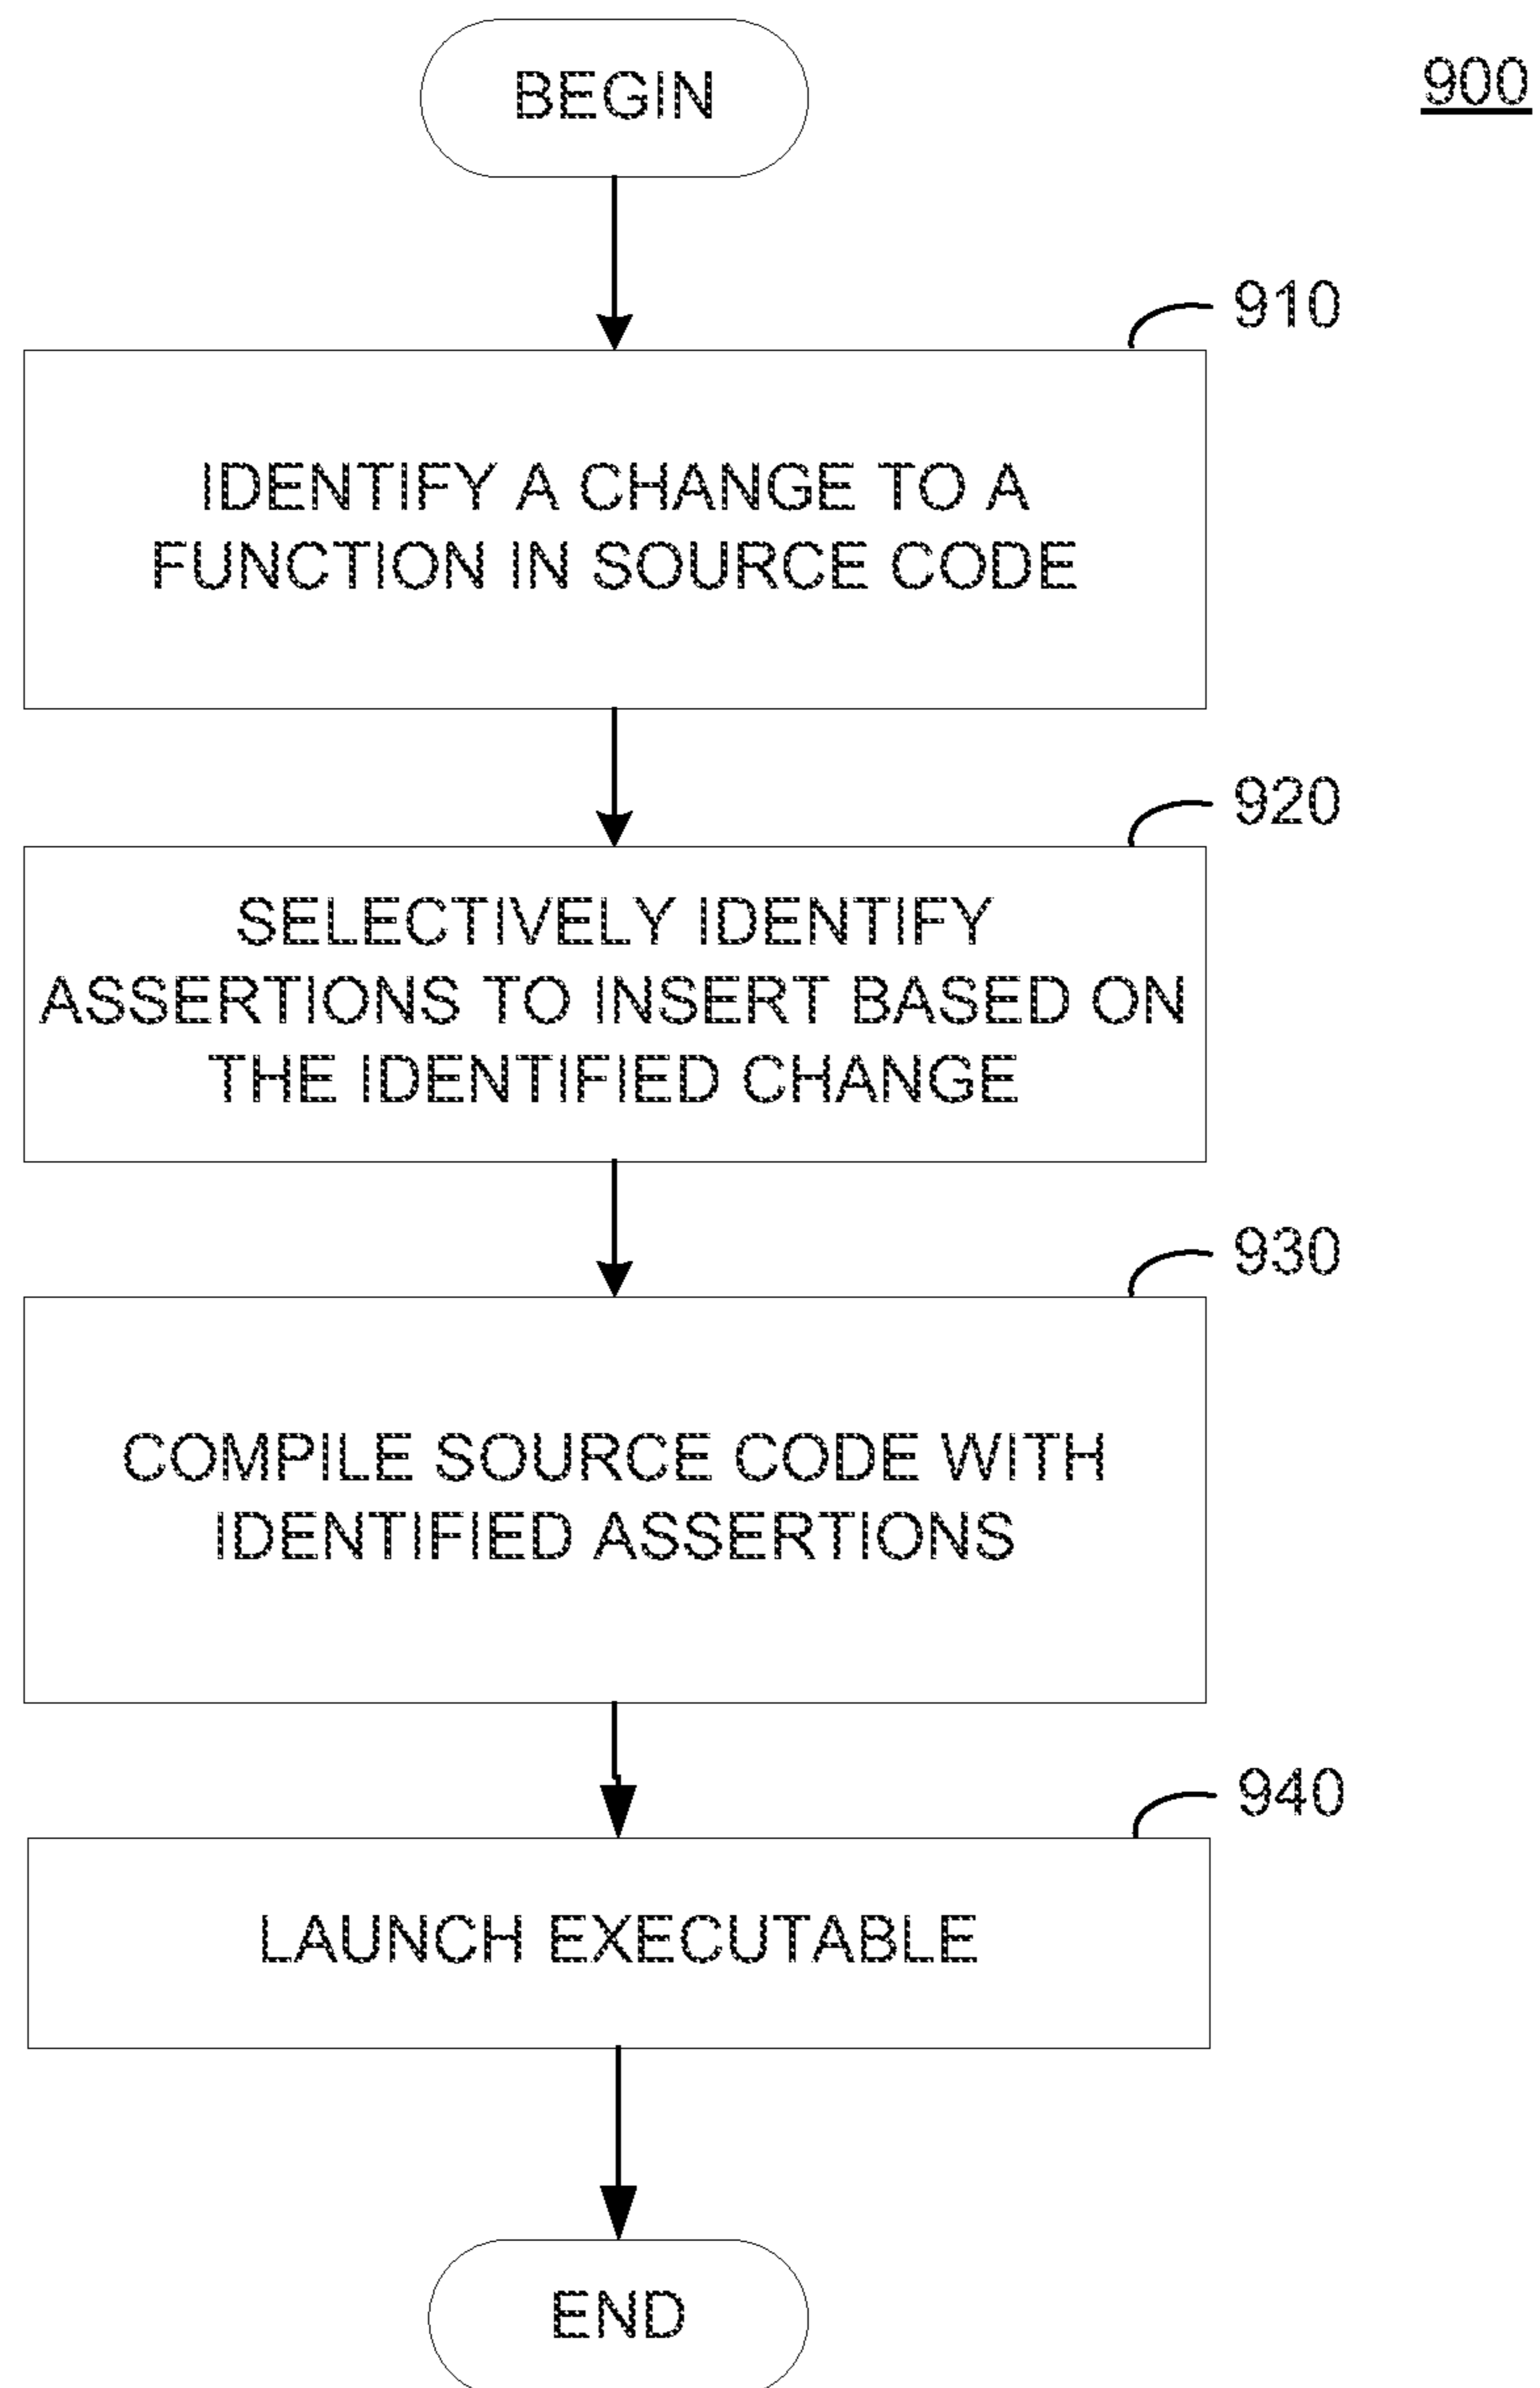 BEGIN
900
910
IDENTIFY A CHANGE TO A
FUNCTION IN SOURCE CODE
920
SELECTIVELY IDENTIFY
ASSERTIONS TO INSERT BASED ON
THE IDENTIFIED CHANGE
930
COMPILE SOURCE CODE WITH
IDENTIFIED ASSERTIONS
940
LAUNCH EXECUTABLE
END